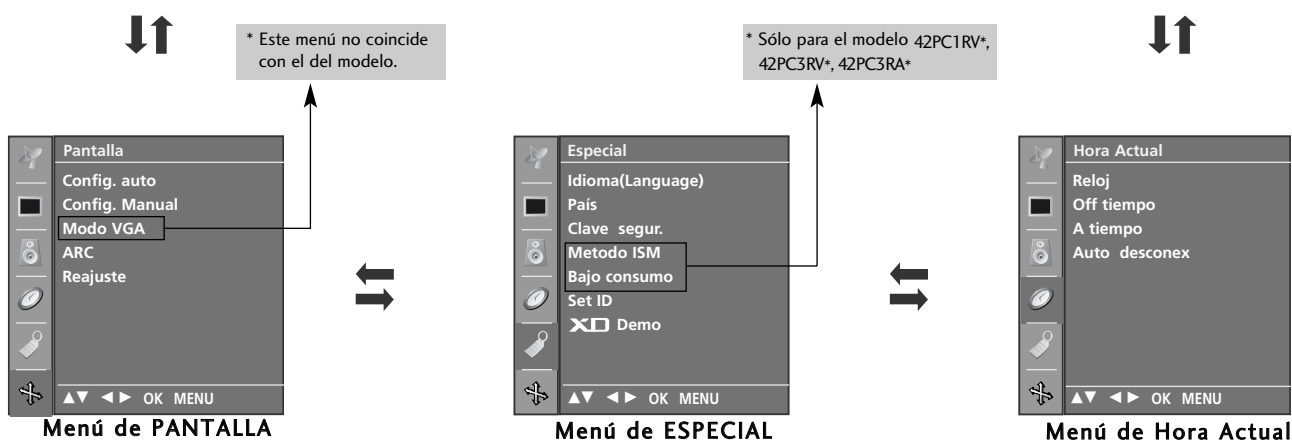 * Este menú no coincide
con el del modelo.
* Sólo para el modelo 42PC1RV*,
42PC3RV*, 42PC3RA*
Pantalla
Config. auto
Config. Manual
Modo VGA
ARC
Reajuste
▲▼ ◄► OK MENU
Menú de PANTALLA
Especial
Idioma(Language)
País
Clave segur.
Metodo ISM
Bajo consumo
Set ID
XD Demo
▲▼ ◄► OK MENU
Menú de ESPECIAL
Hora Actual
Reloj
Off tiempo
A tiempo
Auto desconex
▲▼ ◄► OK MENU
Menú de Hora Actual